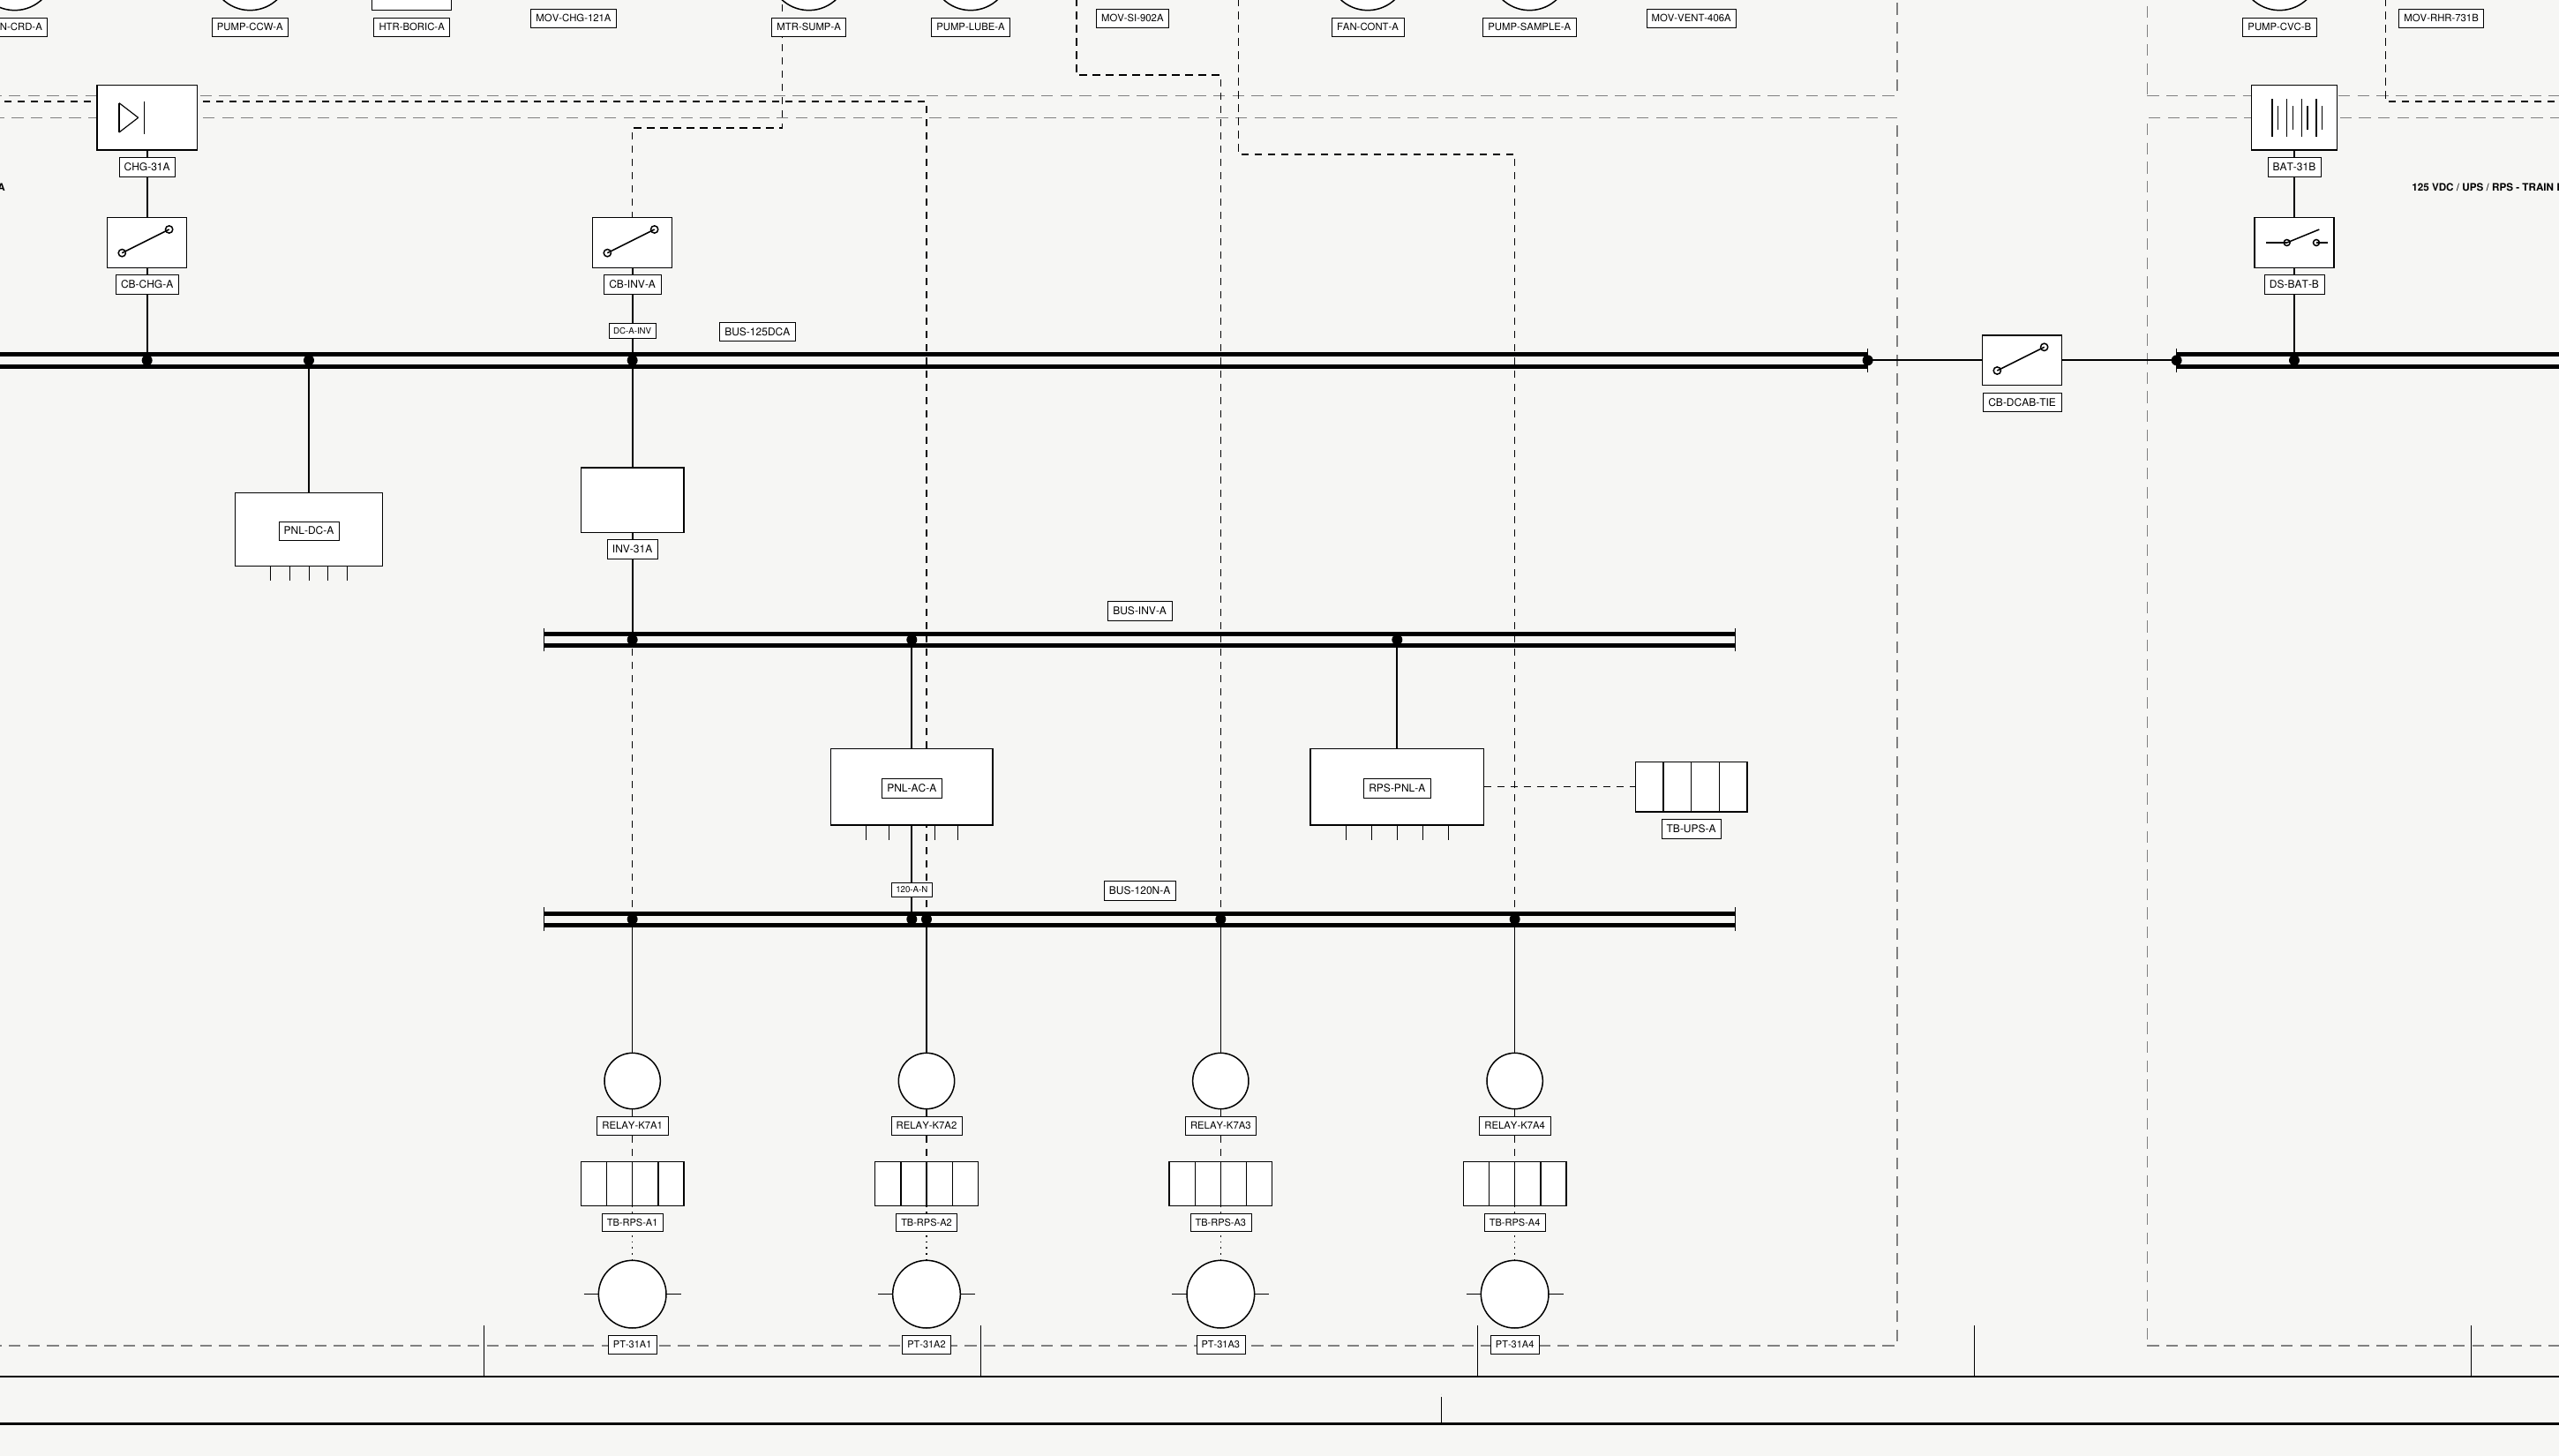 N-CRD-A
PUMP-CCW-A
HTR-BORIC-A
MOV-CHG-121A
MTR-SUMP-A
PUMP-LUBE-A
MOV-SI-902A
FAN-CONT-A
PUMP-SAMPLE-A
MOV-VENT-406A
PUMP-CVC-B
MOV-RHR-731B
CHG-31A
BAT-31B
A
125 VDC / UPS / RPS - TRAIN
CB-CHG-A
CB-INV-A
DS-BAT-B
DC-A-INV
BUS-125DCA
CB-DCAB-TIE
PNL-DC-A
INV-31A
BUS-INV-A
PNL-AC-A
RPS-PNL-A
TB-UPS-A
120-A-N
BUS-120N-A
RELAY-K7A1
RELAY-K7A2
RELAY-K7A3
RELAY-K7A4
TB-RPS-A1
TB-RPS-A2
TB-RPS-A3
TB-RPS-A4
PT-31A1
PT-31A2
PT-31A3
PT-31A4